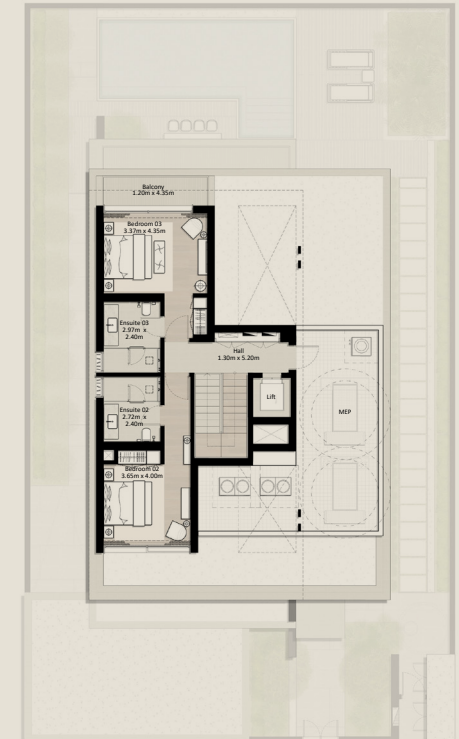 Balcony
1.20m x 4.35m
Bedroom 03
3.37m x 4.35m
Ensuite 03
2.97m x
2.40m
Hall
1.30m x 5.20m
Lift
MEP
Ensuite 02
2.72m x
2.40m
Bedroom 02
3.65m x 4.00m